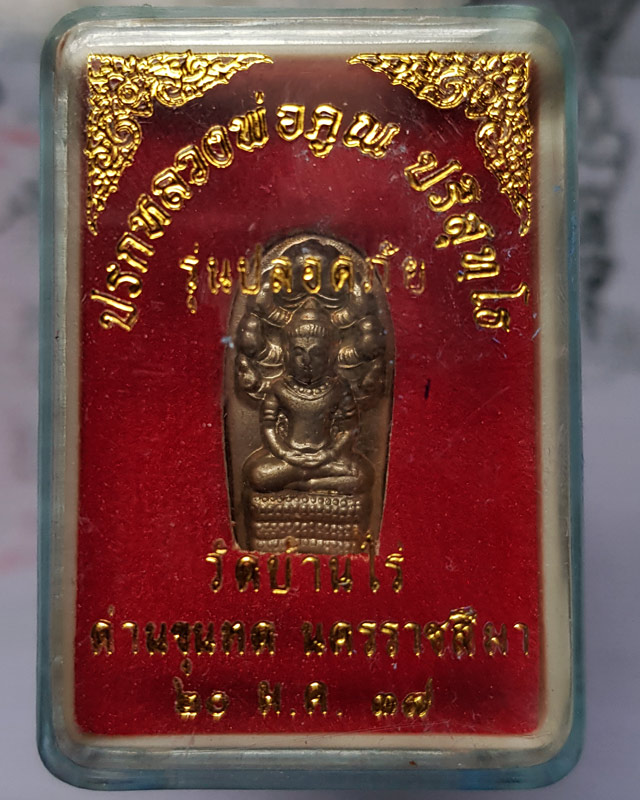 ปรกหลวงพ่อคูณ ปริสุทโธ
รุ่นปลอดภัย
วัดบ้านไร่
ด่านขุนทด นครราชสีมา
๒๐ พ.ค. ๓๗